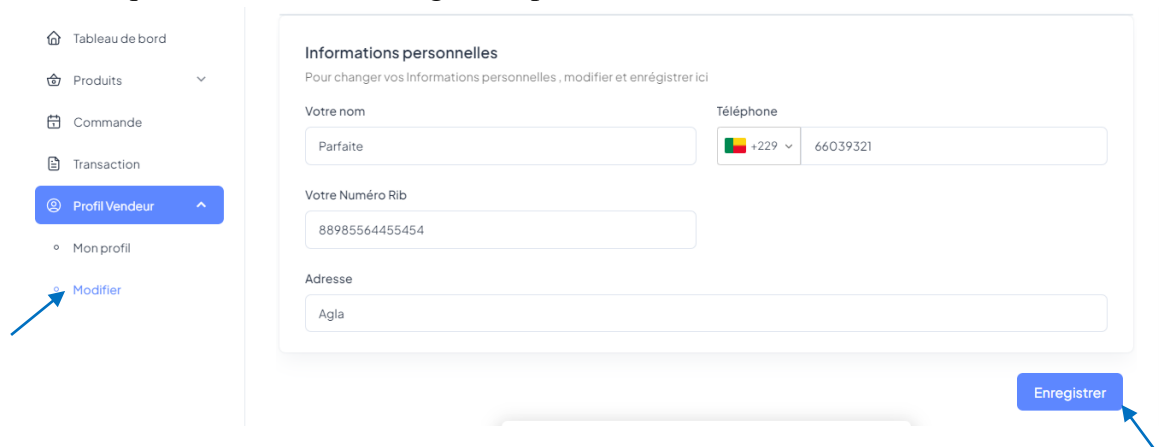 Tableau de bord
Produits
Commande
Transaction
Profil Vendeur
Mon profil
Modifier
Informations personnelles
Pour changer vos Informations personnelles , modifier et enrégistrer ici
Votre nom
Parfaite
Téléphone
+229 66039321
Votre Numéro Rib
88985564455454
Adresse
Agla
Enregistrer